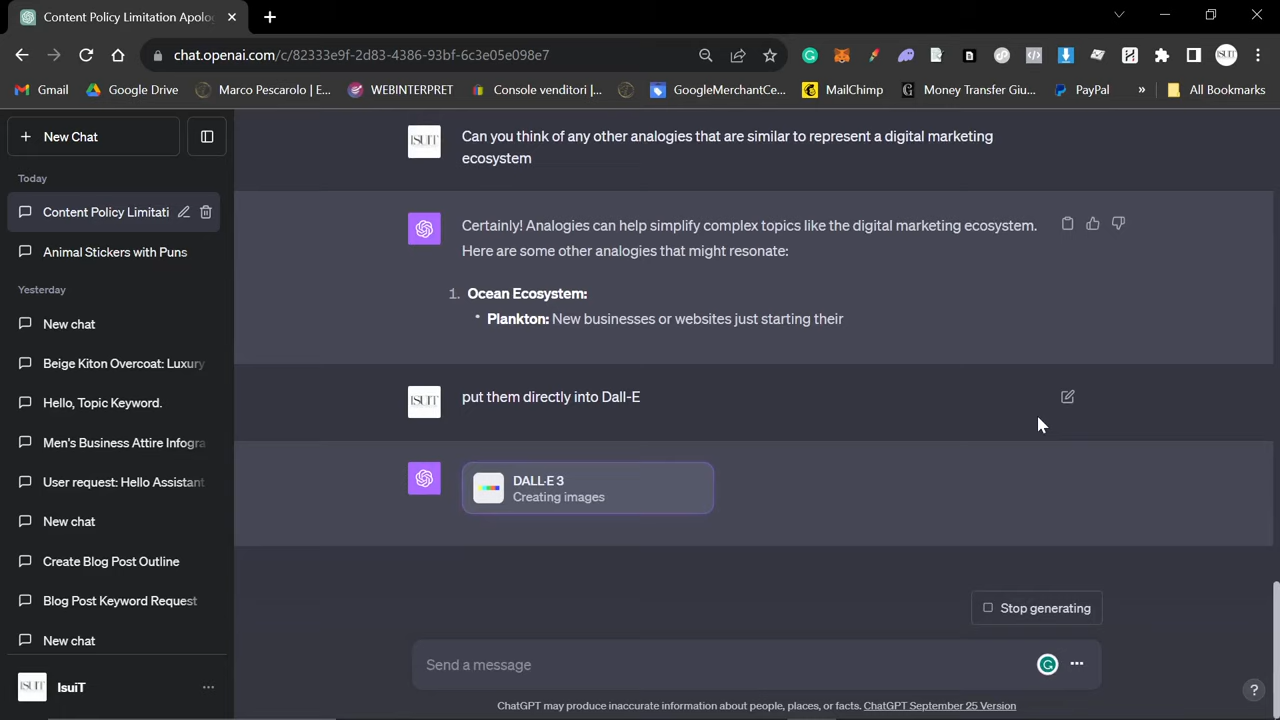 Content Policy Limitation Apolo
chat.openai.com/c/82333e9f-2d83-4386-93bf-6c3e05e098e7
Gmail
Google Drive
Marco Pescarolo | E...
WEBINTERPRET
Console venditori | ...
GoogleMerchantCe...
MailChimp
Money Transfer Giu...
PayPal
»
All Bookmarks
New Chat
Today
Content Policy Limitati
Animal Stickers with Puns
Yesterday
New chat
Beige Kiton Overcoat: Luxury
Hello, Topic Keyword.
Men's Business Attire Infogra
User request: Hello Assistant
New chat
Create Blog Post Outline
Blog Post Keyword Request
New chat
ISUIT
IsuiT
ISUIT
Can you think of any other analogies that are similar to represent a digital marketing
ecosystem
Certainly! Analogies can help simplify complex topics like the digital marketing ecosystem.
Here are some other analogies that might resonate:
1. Ocean Ecosystem:
• Plankton: New businesses or websites just starting their
ISUIT
put them directly into Dall-E
DALL·E 3
Creating images
Stop generating
Send a message
ChatGPT may produce inaccurate information about people, places, or facts. ChatGPT September 25 Version
?